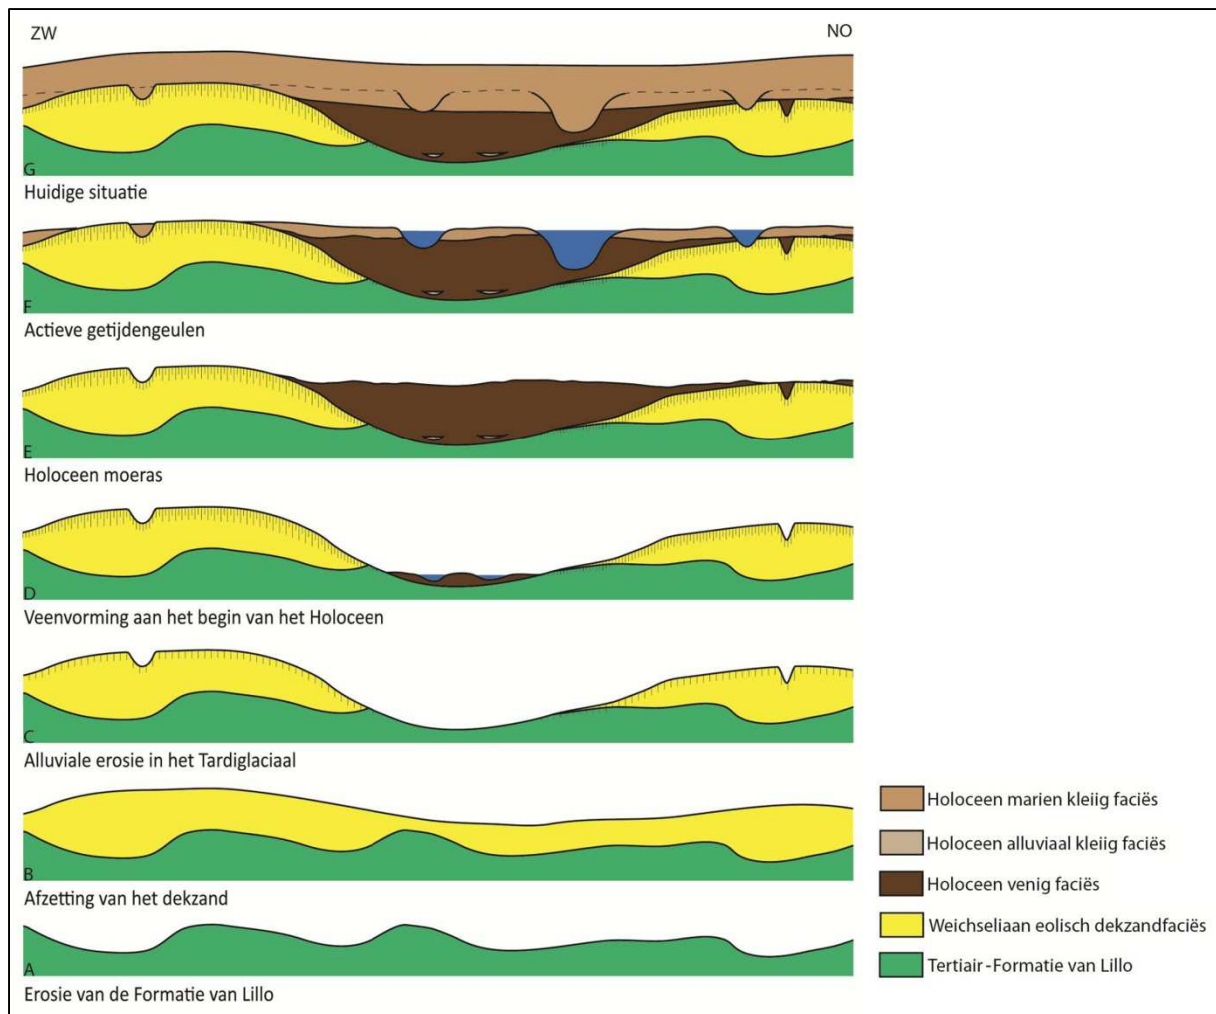 ZW
NO
G
Huidige situatie
F
Actieve getijdengeulen
E
Holoceen moeras
D
Veenvorming aan het begin van het Holoceen
C
Alluviale erosie in het Tardiglaciaal
B
Afzetting van het dekzand
A
Erosie van de Formatie van Lillo
Holoceen marien kleiig faciës
Holoceen alluviaal kleiig faciës
Holoceen venig faciës
Weichseliaan eolisch dekzandfaciës
Tertiair-Formatie van Lillo